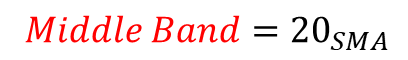 Middle Band = 20SMA